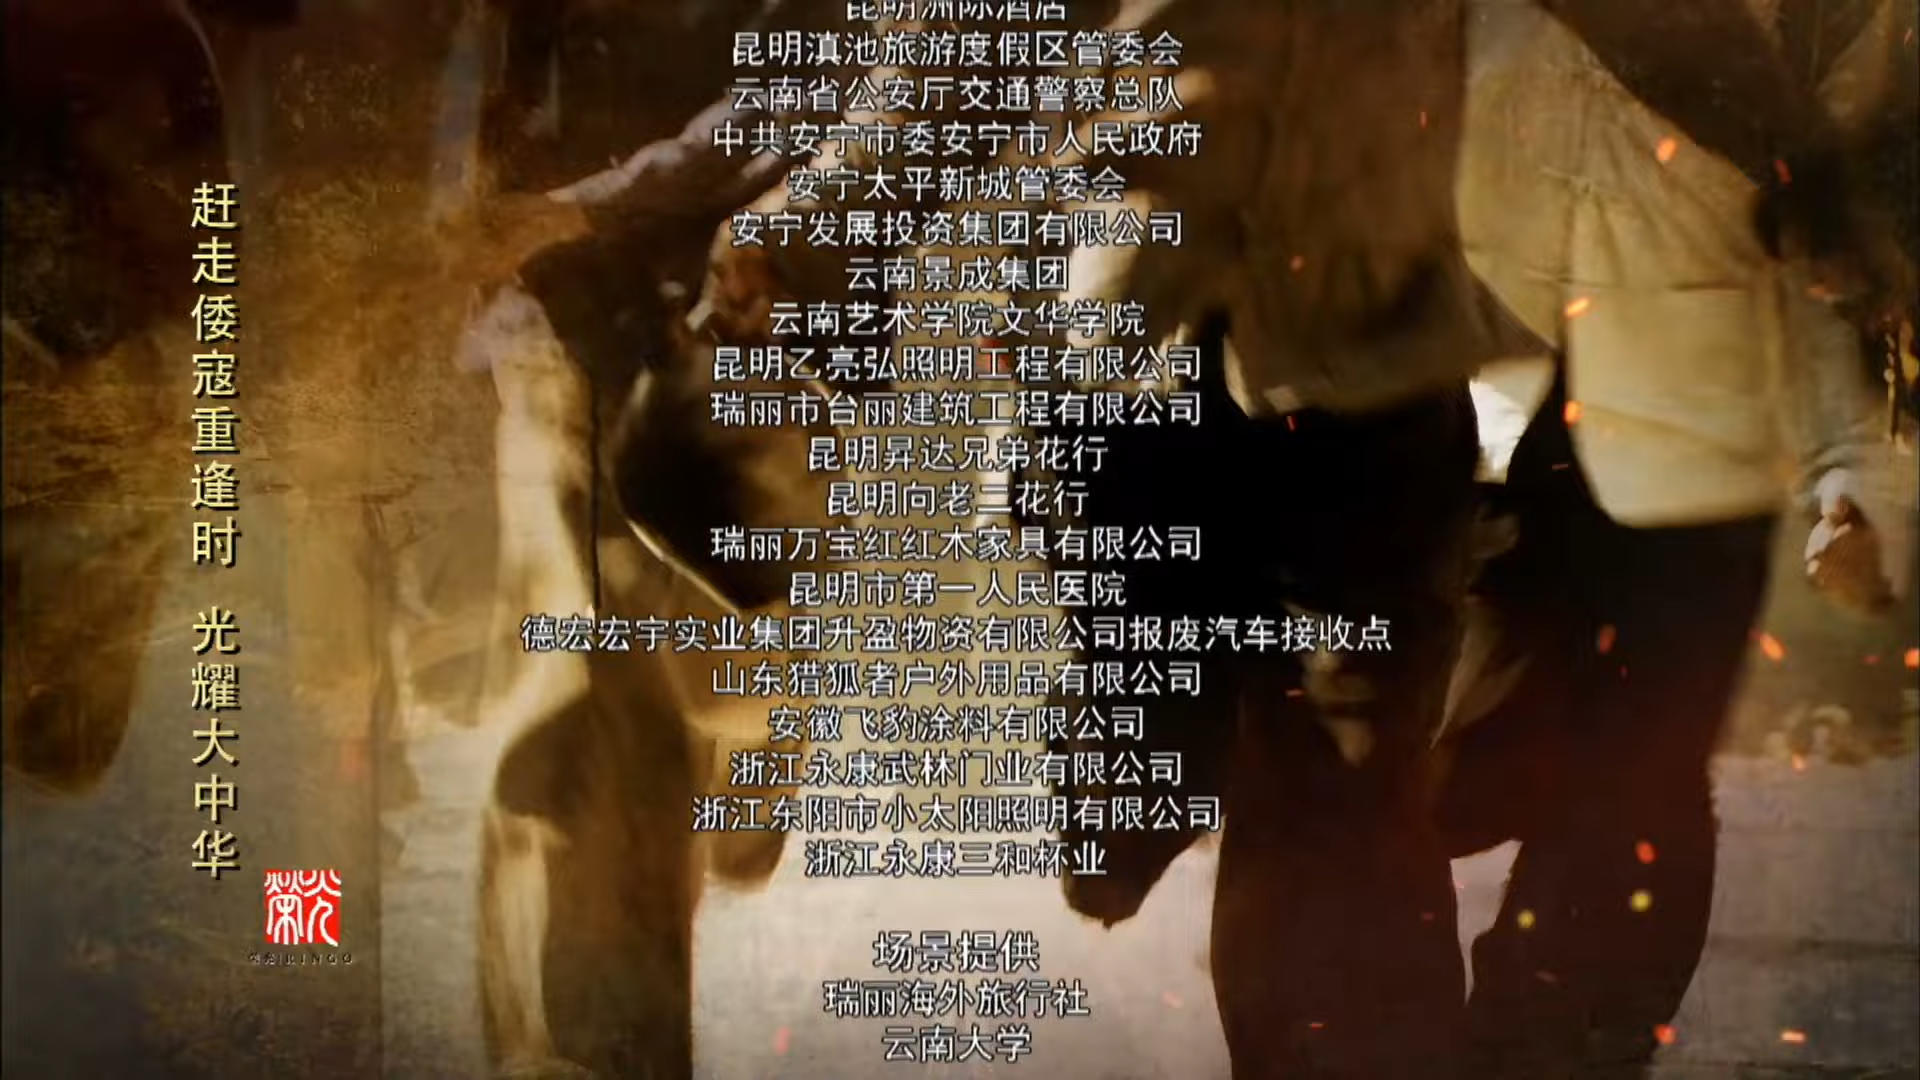 昆明洲际酒店
昆明滇池旅游度假区管委会
云南省公安厅交通警察总队
中共安宁市委安宁市人民政府
安宁太平新城管委会
安宁发展投资集团有限公司
云南景成集团
云南艺术学院文华学院
昆明乙亮弘照明工程有限公司
瑞丽市台丽建筑工程有限公司
昆明昇达兄弟花行
昆明向老二花行
瑞丽万宝红红木家具有限公司
昆明市第一人民医院
德宏宏宇实业集团升盈物资有限公司报废汽车接收点
山东猎狐者户外用品有限公司
安徽飞豹涂料有限公司
浙江永康武林门业有限公司
浙江东阳市小太阳照明有限公司
浙江永康三和杯业
场景提供
瑞丽海外旅行社
云南大学
赶走倭寇重逢时 光耀大中华